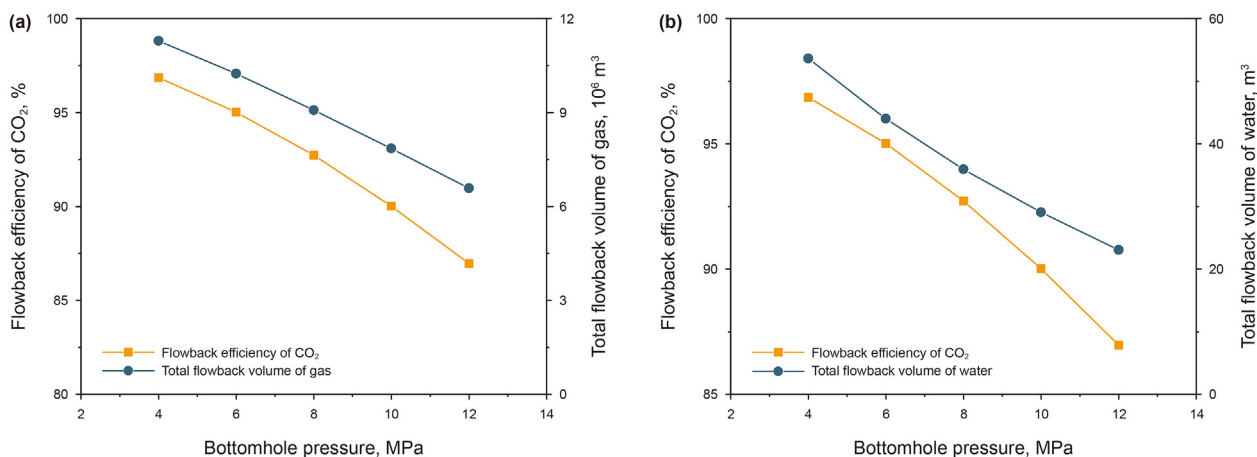 (a)
Flowback efficiency of CO₂, %
100
95
90
85
80
2
4
6
8
10
12
14
Bottomhole pressure, MPa
12
9
6
3
0
Total flowback volume of gas, 10⁶ m³
Flowback efficiency of CO₂
Total flowback volume of gas
(b)
Flowback efficiency of CO₂, %
100
95
90
85
2
4
6
8
10
12
14
Bottomhole pressure, MPa
60
40
20
0
Total flowback volume of water, m³
Flowback efficiency of CO₂
Total flowback volume of water